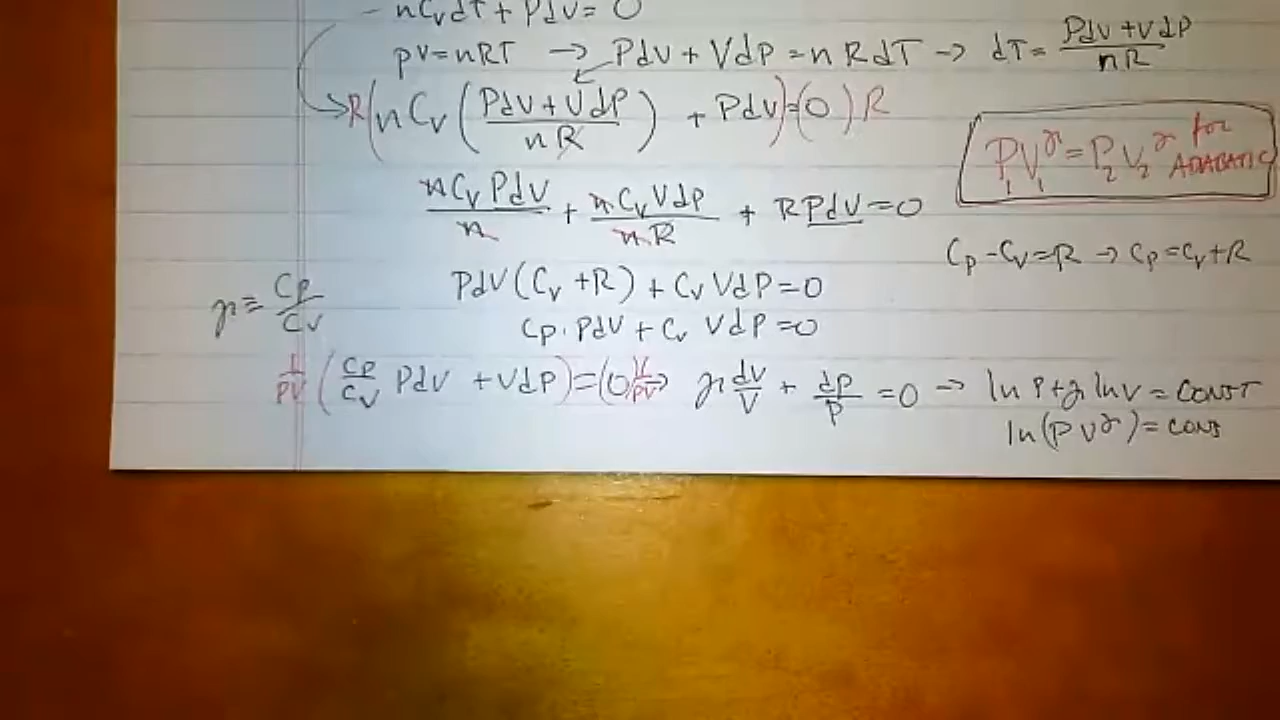 - nCvdT + PdV = 0
PV = nRT → PdV + VdP = nRdT → dT = PdV + VdP / nR
R(nCv(PdV + VdP / nR) + PdV) = (0)R
P₁V₁^γ = P₂V₂^γ for ADABATIC
nCvPdV / n + nCvVdP / nR + RPdV = 0
Cp - Cv = R → Cp = Cv + R
PdV(Cv + R) + CvVdP = 0
γ ≡ Cp / Cv
Cp · PdV + Cv VdP = 0
1/PV (Cp/Cv PdV + VdP) = (0) 1/PV → γ dV/V + dP/P = 0 → ln P + γ ln V = CONST
ln(PV^γ) = CONS